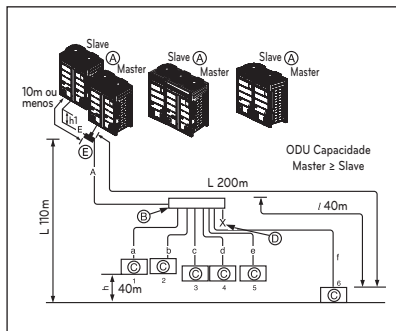 Slave Ⓐ
Master
Slave Ⓐ
Master
Slave Ⓐ
Master
10m ou
menos
h1
E
Ⓔ
A
ODU Capacidade
Master ≥ Slave
L 200m
L 110m
l 40m
Ⓑ
X
Ⓓ
a
b
c
d
e
f
Ⓒ
Ⓒ
Ⓒ
Ⓒ
Ⓒ
Ⓒ
1
2
3
4
5
6
h
40m